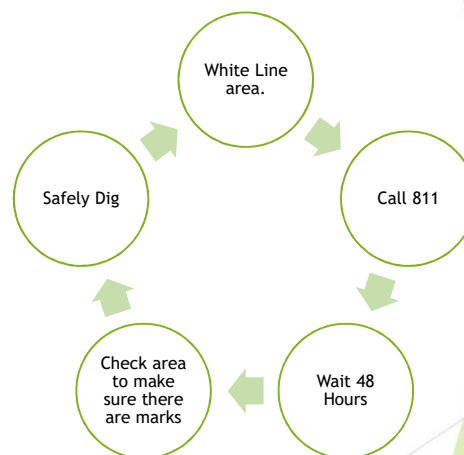 White Line
area.
Call 811
Wait 48
Hours
Check area
to make
sure there
are marks
Safely Dig